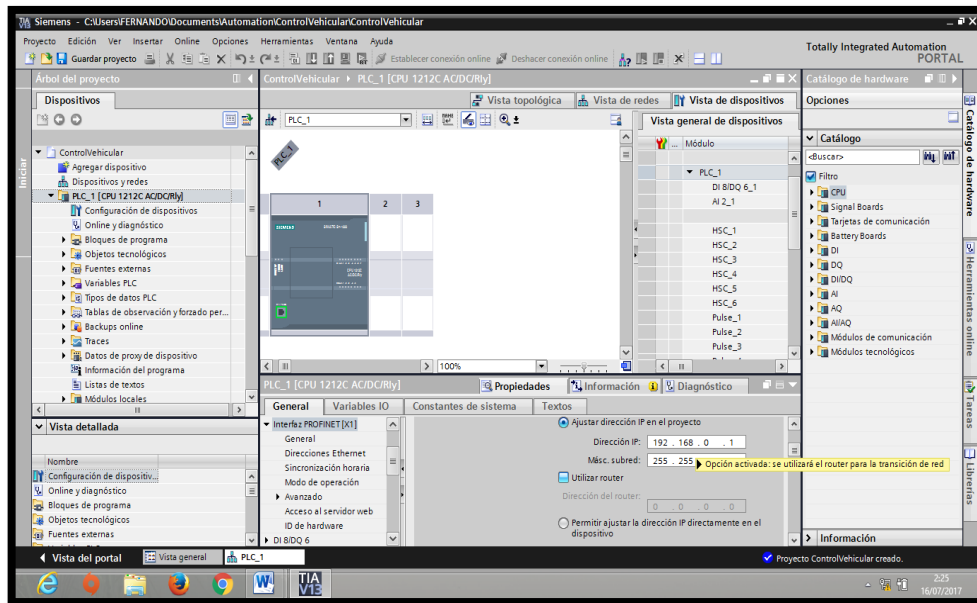 Siemens - C:\Users\FERNANDO\Documents\Automation\ControlVehicular\ControlVehicular
Proyecto Edición Ver Insertar Online Opciones Herramientas Ventana Ayuda
Totally Integrated Automation
PORTAL
Guardar proyecto Establecer conexión online Deshacer conexión online
Árbol del proyecto
ControlVehicular PLC_1 [CPU 1212C AC/DC/Rly]
Catálogo de hardware
Dispositivos
Vista topológica Vista de redes Vista de dispositivos
Opciones
PLC_1
Vista general de dispositivos
Iniciar
ControlVehicular
Agregar dispositivo
Dispositivos y redes
PLC_1 [CPU 1212C AC/DC/Rly]
Configuración de dispositivos
Online y diagnóstico
Bloques de programa
Objetos tecnológicos
Fuentes externas
Variables PLC
Tipos de datos PLC
Tablas de observación y forzado per...
Backups online
Traces
Datos de proxy de dispositivo
Información del programa
Listas de textos
Módulos locales
PLC_1
1 2 3
SIEMENS
100%
... Módulo
PLC_1
DI 8/DQ 6_1
AI 2_1
HSC_1
HSC_2
HSC_3
HSC_4
HSC_5
HSC_6
Pulse_1
Pulse_2
Pulse_3
Catálogo
<Buscar>
Filtro
CPU
Signal Boards
Tarjetas de comunicación
Battery Boards
DI
DQ
DI/DQ
AI
AQ
AI/AQ
Módulos de comunicación
Módulos tecnológicos
Información
Catálogo de hardware
Herramientas online
Tareas
Librerías
Vista detallada
Nombre
Configuración de dispositiv...
Online y diagnóstico
Bloques de programa
Objetos tecnológicos
Fuentes externas
PLC_1 [CPU 1212C AC/DC/Rly]
Propiedades Información Diagnóstico
General Variables IO Constantes de sistema Textos
Interfaz PROFINET [X1]
General
Direcciones Ethernet
Sincronización horaria
Modo de operación
Avanzado
Acceso al servidor web
ID de hardware
DI 8/DQ 6
Ajustar dirección IP en el proyecto
Dirección IP: 192 . 168 . 0 . 1
Másc. subred: 255 . 255
Opción activada: se utilizará el router para la transición de red
Utilizar router
Dirección del router:
0 . 0 . 0 . 0
Permitir ajustar la dirección IP directamente en el
dispositivo
Vista del portal Vista general PLC_1
Proyecto ControlVehicular creado.
TIA
V13
2:25
16/07/2017